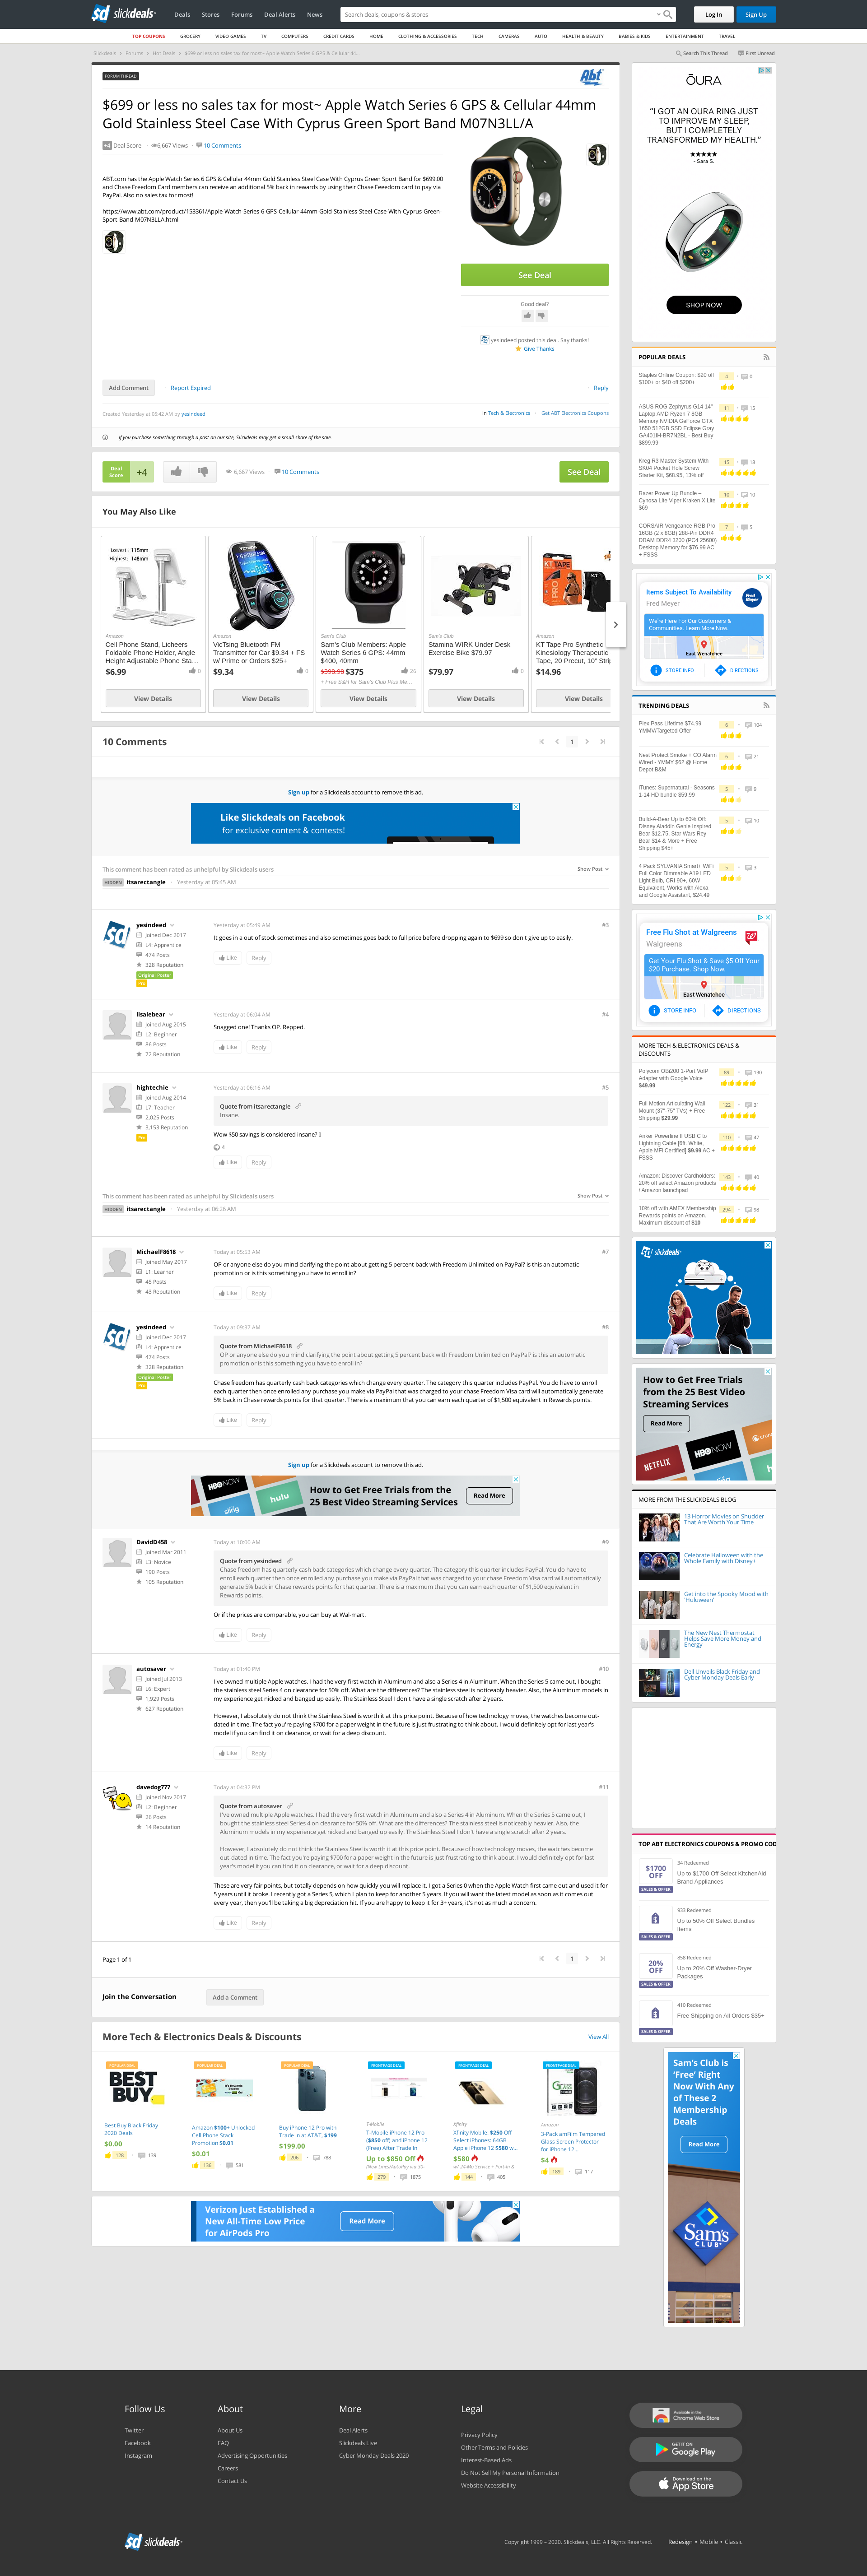 slickdeals
Deals Stores Forums Deal Alerts News
Search deals, coupons & stores
Log In Sign Up
TOP COUPONS GROCERY VIDEO GAMES TV COMPUTERS CREDIT CARDS HOME CLOTHING & ACCESSORIES TECH CAMERAS AUTO HEALTH & BEAUTY BABIES & KIDS ENTERTAINMENT TRAVEL
Slickdeals Forums Hot Deals $699 or less no sales tax for most~ Apple Watch Series 6 GPS & Cellular 44...
Search This Thread First Unread
FORUM THREAD
Abt
$699 or less no sales tax for most~ Apple Watch Series 6 GPS & Cellular 44mm
Gold Stainless Steel Case With Cyprus Green Sport Band M07N3LL/A
+4 Deal Score 6,667 Views 10 Comments
ABT.com has the Apple Watch Series 6 GPS & Cellular 44mm Gold Stainless Steel Case With Cyprus Green Sport Band for $699.00
and Chase Freedom Card members can receive an additional 5% back in rewards by using their Chase Feeedom card to pay via
PayPal. Also no sales tax for most!
https://www.abt.com/product/153361/Apple-Watch-Series-6-GPS-Cellular-44mm-Gold-Stainless-Steel-Case-With-Cyprus-Green-
Sport-Band-M07N3LLA.html
See Deal
Good deal?
yesindeed posted this deal. Say thanks!
Give Thanks
Add Comment Report Expired Reply
Created Yesterday at 05:42 AM by yesindeed
in Tech & Electronics Get ABT Electronics Coupons
If you purchase something through a post on our site, Slickdeals may get a small share of the sale.
Deal
Score +4
6,667 Views 10 Comments
See Deal
You May Also Like
Lowest : 115mm
Highest: 148mm
Amazon
Cell Phone Stand, Licheers
Foldable Phone Holder, Angle
Height Adjustable Phone Sta...
$6.99 0
View Details
Amazon
VicTsing Bluetooth FM
Transmitter for Car $9.34 + FS
w/ Prime or Orders $25+
$9.34 0
View Details
Sam's Club
Sam's Club Members: Apple
Watch Series 6 GPS: 44mm
$400, 40mm
$398.98 $375 26
+ Free S&H for Sam's Club Plus Me...
View Details
Sam's Club
Stamina WIRK Under Desk
Exercise Bike $79.97
$79.97 0
View Details
Amazon
KT Tape Pro Synthetic
Kinesiology Therapeutic
Tape, 20 Precut, 10" Strip
$14.96
View Details
10 Comments
1
Sign up for a Slickdeals account to remove this ad.
Like Slickdeals on Facebook
for exclusive content & contests!
This comment has been rated as unhelpful by Slickdeals users
Show Post
HIDDEN itsarectangle Yesterday at 05:45 AM
yesindeed
Joined Dec 2017
L4: Apprentice
474 Posts
328 Reputation
Original Poster
Pro
Yesterday at 05:49 AM #3
It goes in a out of stock sometimes and also sometimes goes back to full price before dropping again to $699 so don't give up to easily.
Like Reply
lisalebear
Joined Aug 2015
L2: Beginner
86 Posts
72 Reputation
Yesterday at 06:04 AM #4
Snagged one! Thanks OP. Repped.
Like Reply
hightechie
Joined Aug 2014
L7: Teacher
2,025 Posts
3,153 Reputation
Pro
Yesterday at 06:16 AM #5
Quote from itsarectangle
Insane.
Wow $50 savings is considered insane?
4
Like Reply
This comment has been rated as unhelpful by Slickdeals users
Show Post
HIDDEN itsarectangle Yesterday at 06:26 AM
MichaelF8618
Joined May 2017
L1: Learner
45 Posts
43 Reputation
Today at 05:53 AM #7
OP or anyone else do you mind clarifying the point about getting 5 percent back with Freedom Unlimited on PayPal? Is this an automatic
promotion or is this something you have to enroll in?
Like Reply
yesindeed
Joined Dec 2017
L4: Apprentice
474 Posts
328 Reputation
Original Poster
Pro
Today at 09:37 AM #8
Quote from MichaelF8618
OP or anyone else do you mind clarifying the point about getting 5 percent back with Freedom Unlimited on PayPal? Is this an automatic
promotion or is this something you have to enroll in?
Chase freedom has quarterly cash back categories which change every quarter. The category this quarter includes PayPal. You do have to enroll
each quarter then once enrolled any purchase you make via PayPal that was charged to your chase Freedom Visa card will automatically generate
5% back in Chase rewards points for that quarter. There is a maximum that you can earn each quarter of $1,500 equivalent in Rewards points.
Like Reply
Sign up for a Slickdeals account to remove this ad.
HBO NOW
sling
hulu
How to Get Free Trials from the
25 Best Video Streaming Services
Read More
DavidD458
Joined Mar 2011
L3: Novice
190 Posts
105 Reputation
Today at 10:00 AM #9
Quote from yesindeed
Chase freedom has quarterly cash back categories which change every quarter. The category this quarter includes PayPal. You do have to
enroll each quarter then once enrolled any purchase you make via PayPal that was charged to your chase Freedom Visa card will automatically
generate 5% back in Chase rewards points for that quarter. There is a maximum that you can earn each quarter of $1,500 equivalent in
Rewards points.
Or if the prices are comparable, you can buy at Wal-mart.
Like Reply
autosaver
Joined Jul 2013
L6: Expert
1,929 Posts
627 Reputation
Today at 01:40 PM #10
I've owned multiple Apple watches. I had the very first watch in Aluminum and also a Series 4 in Aluminum. When the Series 5 came out, I bought
the stainless steel Series 4 on clearance for 50% off. What are the differences? The stainless steel is noticeably heavier. Also, the Aluminum models in
my experience get nicked and banged up easily. The Stainless Steel I don't have a single scratch after 2 years.
However, I absolutely do not think the Stainless Steel is worth it at this price point. Because of how technology moves, the watches become out-
dated in time. The fact you're paying $700 for a paper weight in the future is just frustrating to think about. I would definitely opt for last year's
model if you can find it on clearance, or wait for a deep discount.
Like Reply
davedog777
Joined Nov 2017
L2: Beginner
26 Posts
14 Reputation
Today at 04:32 PM #11
Quote from autosaver
I've owned multiple Apple watches. I had the very first watch in Aluminum and also a Series 4 in Aluminum. When the Series 5 came out, I
bought the stainless steel Series 4 on clearance for 50% off. What are the differences? The stainless steel is noticeably heavier. Also, the
Aluminum models in my experience get nicked and banged up easily. The Stainless Steel I don't have a single scratch after 2 years.
However, I absolutely do not think the Stainless Steel is worth it at this price point. Because of how technology moves, the watches become
out-dated in time. The fact you're paying $700 for a paper weight in the future is just frustrating to think about. I would definitely opt for last
year's model if you can find it on clearance, or wait for a deep discount.
These are very fair points, but totally depends on how quickly you will replace it. I got a Series 0 when the Apple Watch first came out and used it for
5 years until it broke. I recently got a Series 5, which I plan to keep for another 5 years. If you will want the latest model as soon as it comes out
every year, then you'll be taking a big depreciation hit. If you are happy to keep it for 3+ years, it's not as much a concern.
Like Reply
Page 1 of 1
1
Join the Conversation Add a Comment
More Tech & Electronics Deals & Discounts View All
POPULAR DEAL
BEST BUY
Best Buy Black Friday
2020 Deals
$0.00
128 139
POPULAR DEAL
Amazon $100+ Unlocked
Cell Phone Stack
Promotion $0.01
$0.01
136 581
POPULAR DEAL
Buy iPhone 12 Pro with
Trade in at AT&T, $199
$199.00
206 788
FRONTPAGE DEAL
T-Mobile
T-Mobile iPhone 12 Pro
($850 off) and iPhone 12
(Free) After Trade In
Up to $850 Off
279 1875
FRONTPAGE DEAL
Xfinity
Xfinity Mobile: $250 Off
Select iPhones: 64GB
Apple iPhone 12 $580 w...
$580
w/ 24-Mo Service + Port-In &
144 405
FRONTPAGE DEAL
Amazon
3-Pack amFilm Tempered
Glass Screen Protector
for iPhone 12...
$4
189 117
Verizon Just Established a
New All-Time Low Price
for AirPods Pro
Read More
ŌURA
"I GOT AN OURA RING JUST
TO IMPROVE MY SLEEP,
BUT I COMPLETELY
TRANSFORMED MY HEALTH."
★★★★★
- Sara S.
SHOP NOW
POPULAR DEALS
Staples Online Coupon: $20 off
$100+ or $40 off $200+
4 0
ASUS ROG Zephyrus G14 14"
Laptop AMD Ryzen 7 8GB
Memory NVIDIA GeForce GTX
1650 512GB SSD Eclipse Gray
GA401IH-BR7N2BL - Best Buy
$899.99
11 15
Kreg R3 Master System With
SK04 Pocket Hole Screw
Starter Kit, $68.95, 13% off
15 18
Razer Power Up Bundle –
Cynosa Lite Viper Kraken X Lite
$69
10 10
CORSAIR Vengeance RGB Pro
16GB (2 x 8GB) 288-Pin DDR4
DRAM DDR4 3200 (PC4 25600)
Desktop Memory for $76.99 AC
+ FSSS
7 5
Items Subject To Availability
Fred Meyer
We're Here For Our Customers &
Communities. Learn More Now.
East Wenatchee
STORE INFO DIRECTIONS
TRENDING DEALS
Plex Pass Lifetime $74.99
YMMV/Targeted Offer
6 104
Nest Protect Smoke + CO Alarm
Wired - YMMY $62 @ Home
Depot B&M
6 21
iTunes: Supernatural - Seasons
1-14 HD bundle $59.99
5 9
Build-A-Bear Up to 60% Off:
Disney Aladdin Genie Inspired
Bear $12.75, Star Wars Rey
Bear $14 & More + Free
Shipping $45+
5 10
4 Pack SYLVANIA Smart+ WiFi
Full Color Dimmable A19 LED
Light Bulb, CRI 90+, 60W
Equivalent, Works with Alexa
and Google Assistant, $24.49
5 3
Free Flu Shot at Walgreens
Walgreens
Get Your Flu Shot & Save $5 Off Your
$20 Purchase. Shop Now.
East Wenatchee
STORE INFO DIRECTIONS
MORE TECH & ELECTRONICS DEALS &
DISCOUNTS
Polycom OBi200 1-Port VoIP
Adapter with Google Voice
$49.99
89 130
Full Motion Articulating Wall
Mount (37"-75" TVs) + Free
Shipping $29.99
122 31
Anker Powerline II USB C to
Lightning Cable [6ft. White,
Apple MFi Certified] $9.99 AC +
FSSS
110 47
Amazon: Discover Cardholders:
20% off select Amazon products
/ Amazon launchpad
143 40
10% off with AMEX Membership
Rewards points on Amazon.
Maximum discount of $10
294 98
slickdeals
How to Get Free Trials
from the 25 Best Video
Streaming Services
Read More
NETFLIX
HBO NOW
hulu
MORE FROM THE SLICKDEALS BLOG
13 Horror Movies on Shudder
That Are Worth Your Time
Celebrate Halloween with the
Whole Family with Disney+
Get into the Spooky Mood with
'Huluween'
The New Nest Thermostat
Helps Save More Money and
Energy
Dell Unveils Black Friday and
Cyber Monday Deals Early
TOP ABT ELECTRONICS COUPONS & PROMO COD
$1700
OFF
SALES & OFFER
34 Redeemed
Up to $1700 Off Select KitchenAid
Brand Appliances
SALES & OFFER
933 Redeemed
Up to 50% Off Select Bundles
Items
20%
OFF
SALES & OFFER
858 Redeemed
Up to 20% Off Washer-Dryer
Packages
SALES & OFFER
410 Redeemed
Free Shipping on All Orders $35+
Sam's Club is
'Free' Right
Now With Any
of These 2
Membership
Deals
Read More
Sam's
CLUB
Follow Us
Twitter
Facebook
Instagram
About
About Us
FAQ
Advertising Opportunities
Careers
Contact Us
More
Deal Alerts
Slickdeals Live
Cyber Monday Deals 2020
Legal
Privacy Policy
Other Terms and Policies
Interest-Based Ads
Do Not Sell My Personal Information
Website Accessibility
Available in the
Chrome Web Store
GET IT ON
Google Play
Download on the
App Store
slickdeals
Copyright 1999 – 2020. Slickdeals, LLC. All Rights Reserved. Redesign • Mobile • Classic